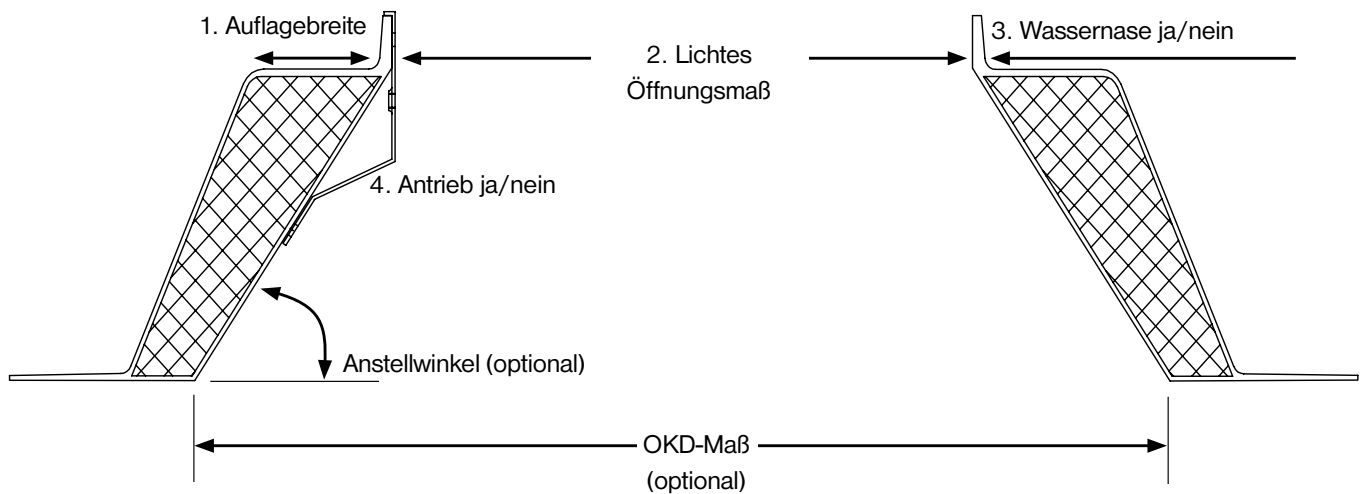 1. Auflagebreite
3. Wassernase ja/nein
2. Lichtes
Öffnungsmaß
4. Antrieb ja/nein
Anstellwinkel (optional)
OKD-Maß
(optional)